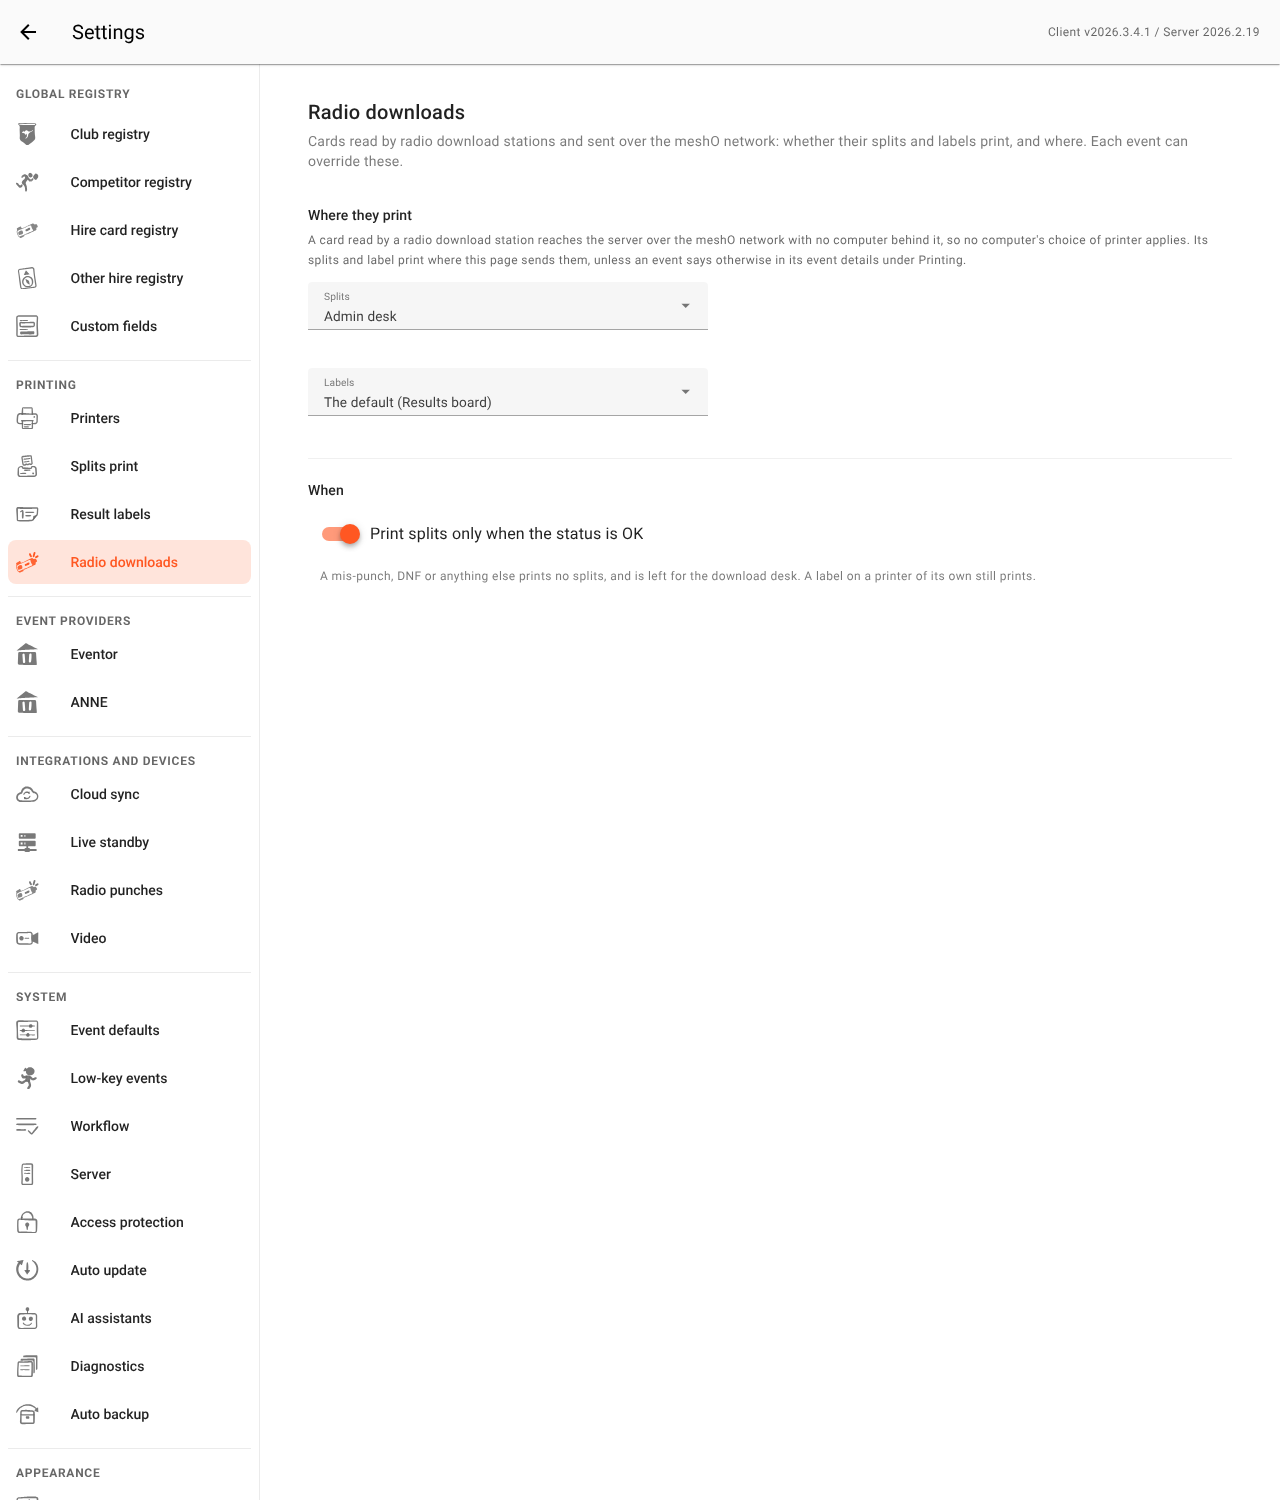 Settings
Client v2026.3.4.1 / Server 2026.2.19
GLOBAL REGISTRY
Club registry
Competitor registry
Hire card registry
Other hire registry
Custom fields
PRINTING
Printers
Splits print
Result labels
Radio downloads
EVENT PROVIDERS
Eventor
ANNE
INTEGRATIONS AND DEVICES
Cloud sync
Live standby
Radio punches
Video
SYSTEM
Event defaults
Low-key events
Workflow
Server
Access protection
Auto update
AI assistants
Diagnostics
Auto backup
APPEARANCE
Radio downloads
Cards read by radio download stations and sent over the meshO network: whether their splits and labels print, and where. Each event can
override these.
Where they print
A card read by a radio download station reaches the server over the meshO network with no computer behind it, so no computer's choice of printer applies. Its
splits and label print where this page sends them, unless an event says otherwise in its event details under Printing.
Splits
Admin desk
Labels
The default (Results board)
When
Print splits only when the status is OK
A mis-punch, DNF or anything else prints no splits, and is left for the download desk. A label on a printer of its own still prints.